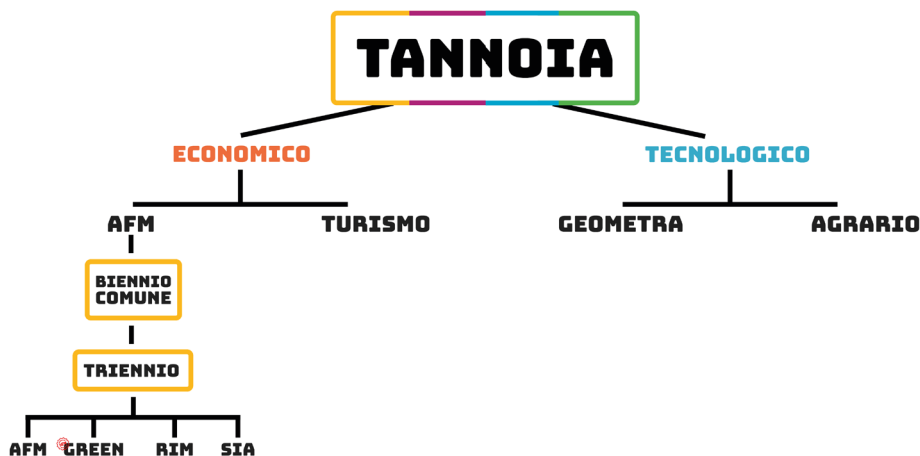 TANNOIA
ECONOMICO
TECNOLOGICO
AFM
TURISMO
GEOMETRA
AGRARIO
BIENNIO
COMUNE
TRIENNIO
AFM
GREEN
RIM
SIA